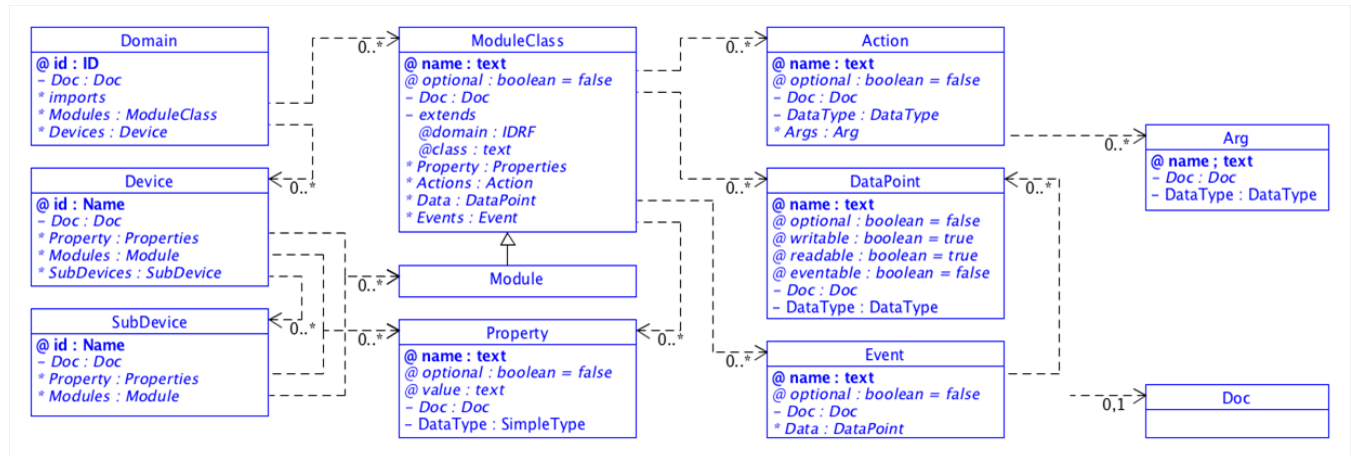 Domain
@ id : ID
– Doc : Doc
* imports
* Modules : ModuleClass
* Devices : Device
0..*
0..*
Device
@ id : Name
– Doc : Doc
* Property : Properties
* Modules : Module
* SubDevices : SubDevice
0..*
0..*
0..*
SubDevice
@ id : Name
– Doc : Doc
* Property : Properties
* Modules : Module
ModuleClass
@ name : text
@ optional : boolean = false
– Doc : Doc
– extends
@domain : IDRF
@class : text
* Property : Properties
* Actions : Action
* Data : DataPoint
* Events : Event
0..*
0..*
0..*
0..*
Module
Property
@ name : text
@ optional : boolean = false
@ value : text
– Doc : Doc
– DataType : SimpleType
Action
@ name : text
@ optional : boolean = false
– Doc : Doc
– DataType : DataType
* Args : Arg
0..*
DataPoint
@ name : text
@ optional : boolean = false
@ writable : boolean = true
@ readable : boolean = true
@ eventable : boolean = false
– Doc : Doc
– DataType : DataType
0..*
Event
@ name : text
@ optional : boolean = false
– Doc : Doc
* Data : DataPoint
Arg
@ name ; text
– Doc : Doc
– DataType : DataType
0,1
Doc